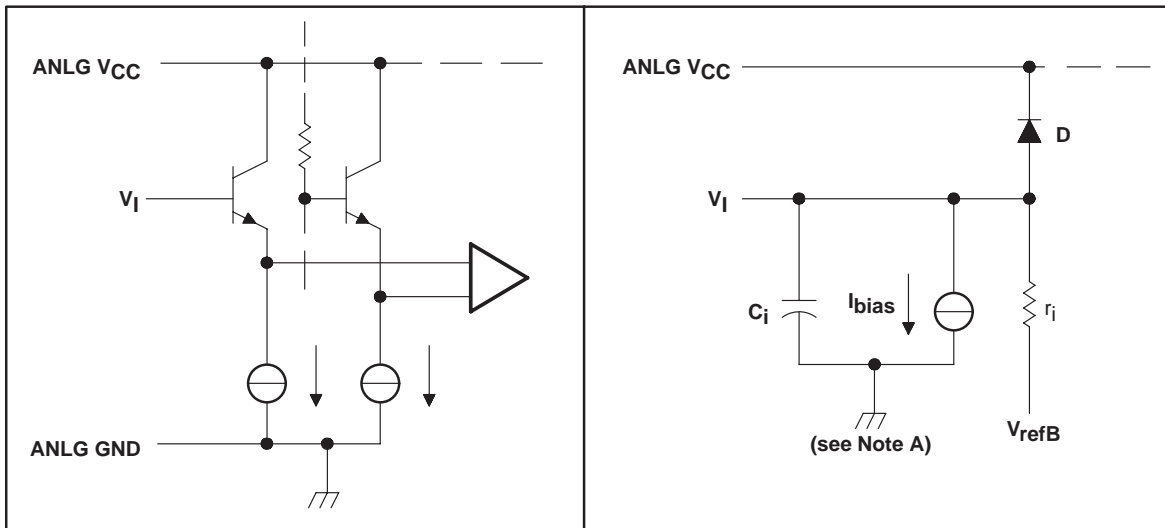 ANLG VCC
VI
ANLG GND
ANLG VCC
D
VI
Ci
Ibias
ri
(see Note A)
VrefB